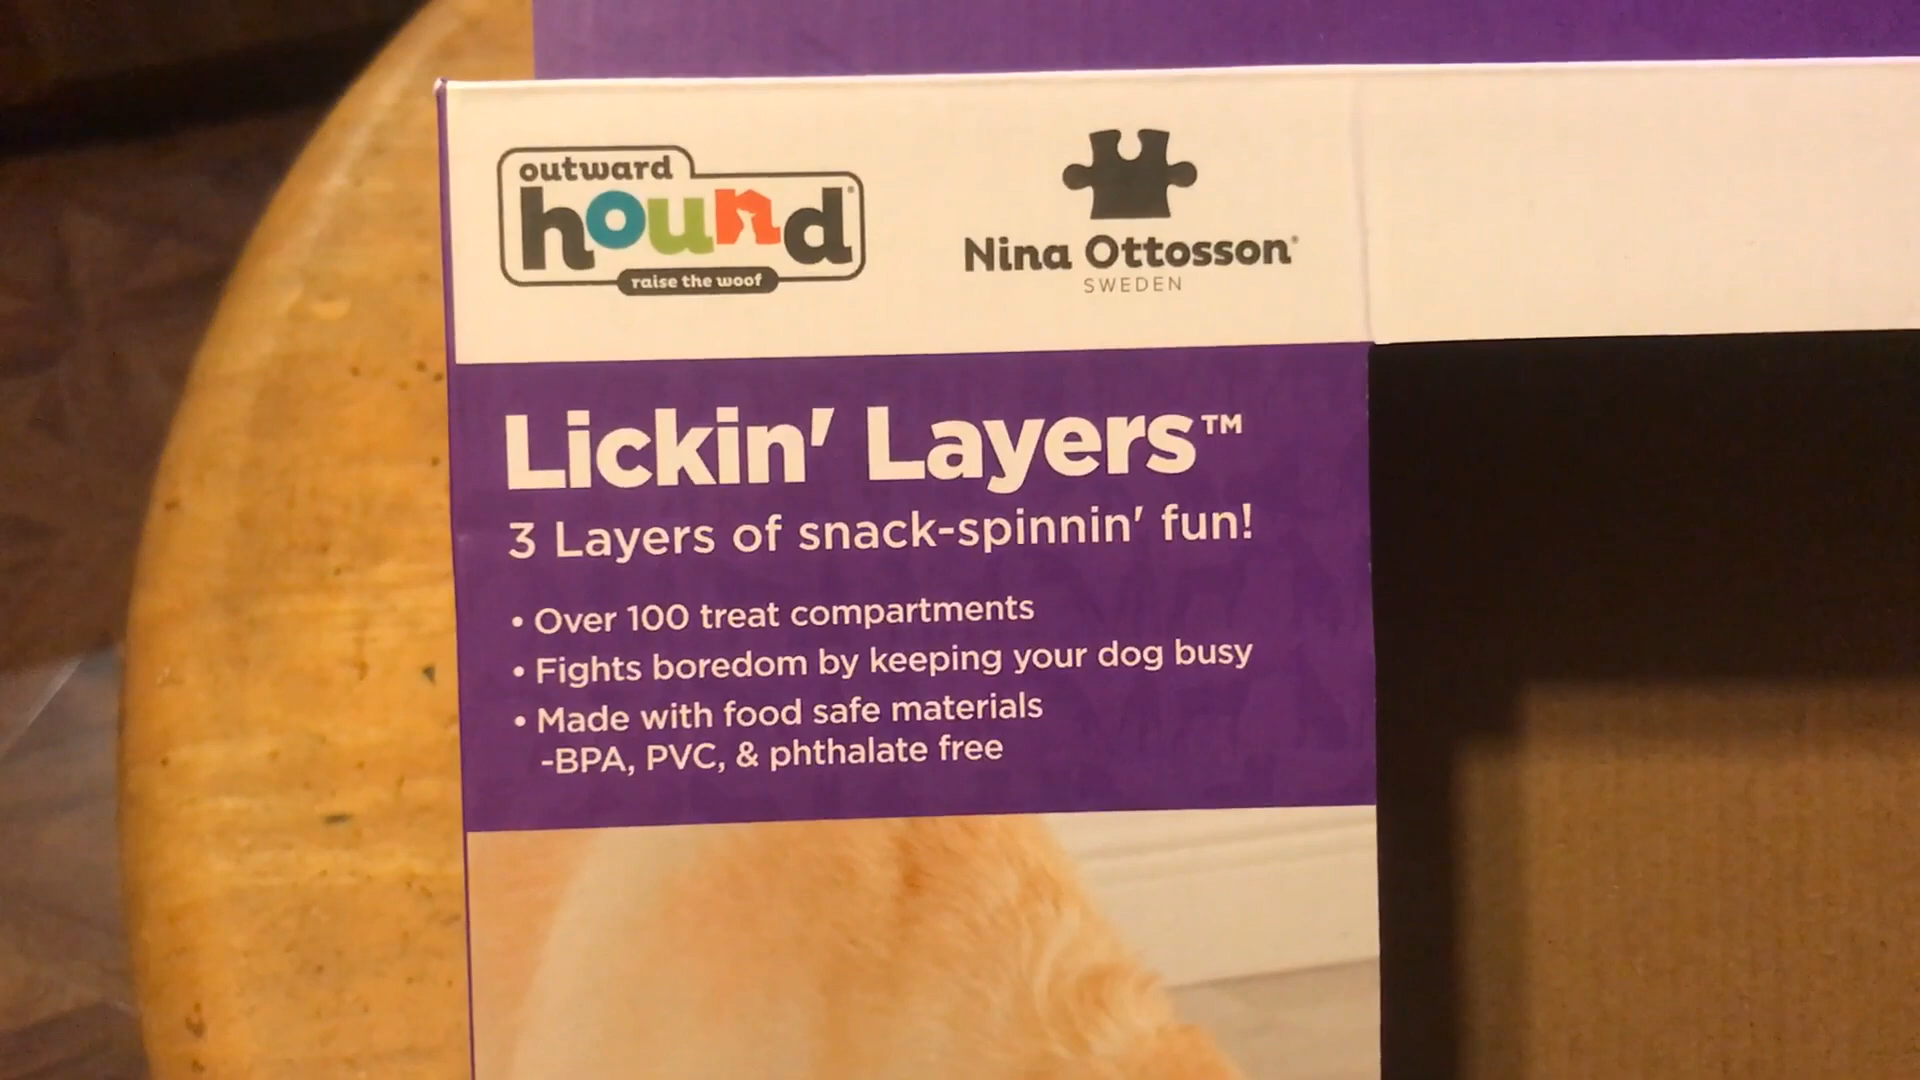 outward
hound®
raise the woof
Nina Ottosson®
SWEDEN
Lickin' Layers™
3 Layers of snack-spinnin' fun!
• Over 100 treat compartments
• Fights boredom by keeping your dog busy
• Made with food safe materials
-BPA, PVC, & phthalate free